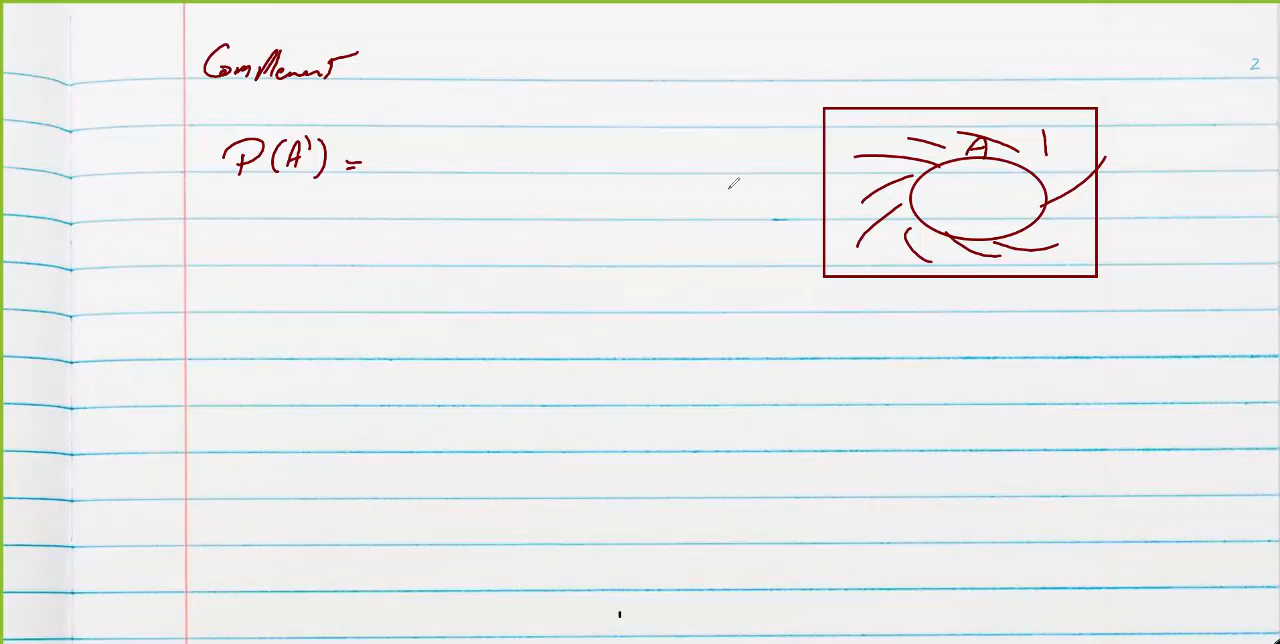 Complement
2
P(A') =
A